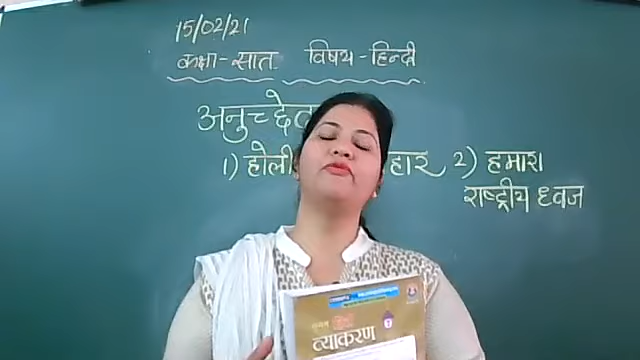 15/02/21
कक्षा-सात विषय-हिन्दी
अनुच्छेद
1) होली हार 2) हमारा
राष्ट्रीय ध्वज
हिंदी
व्याकरण